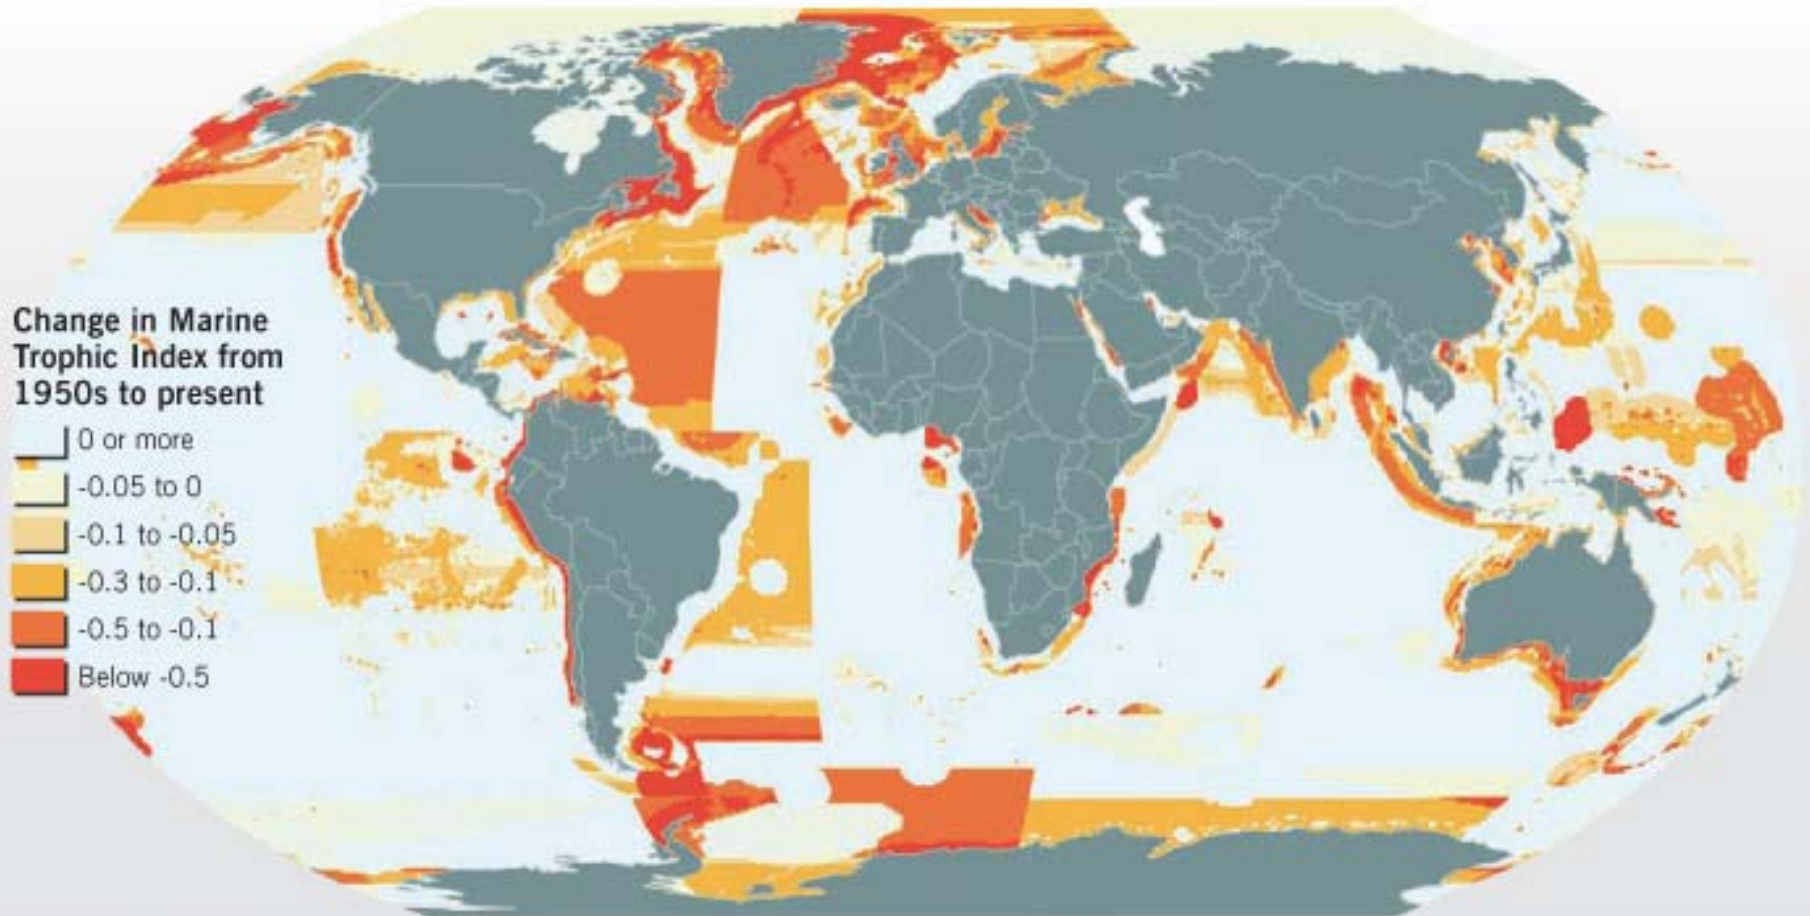 Change in Marine
Trophic Index from
1950s to present
0 or more
-0.05 to 0
-0.1 to -0.05
-0.3 to -0.1
-0.5 to -0.1
Below -0.5